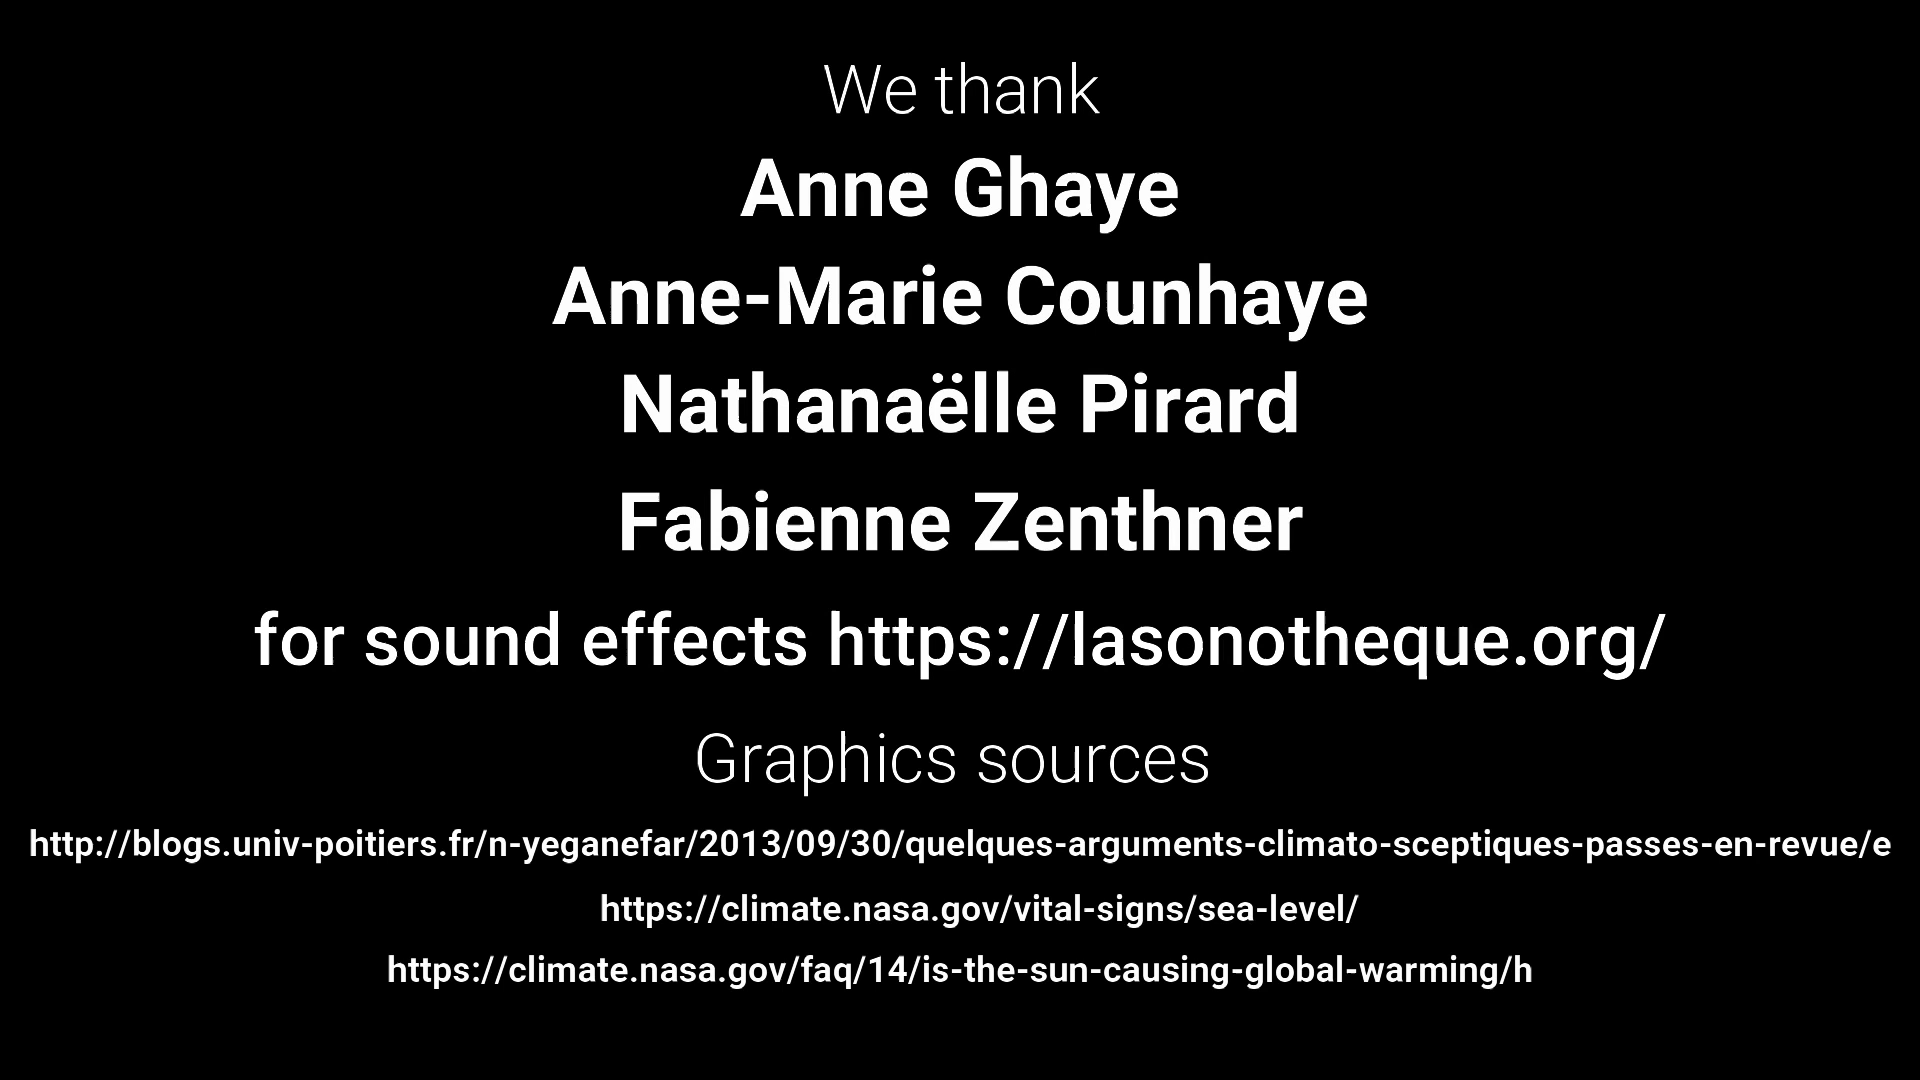 We thank
Anne Ghaye
Anne-Marie Counhaye
Nathanaëlle Pirard
Fabienne Zenthner
for sound effects https://lasonotheque.org/
Graphics sources
http://blogs.univ-poitiers.fr/n-yeganefar/2013/09/30/quelques-arguments-climato-sceptiques-passes-en-revue/e
https://climate.nasa.gov/vital-signs/sea-level/
https://climate.nasa.gov/faq/14/is-the-sun-causing-global-warming/h